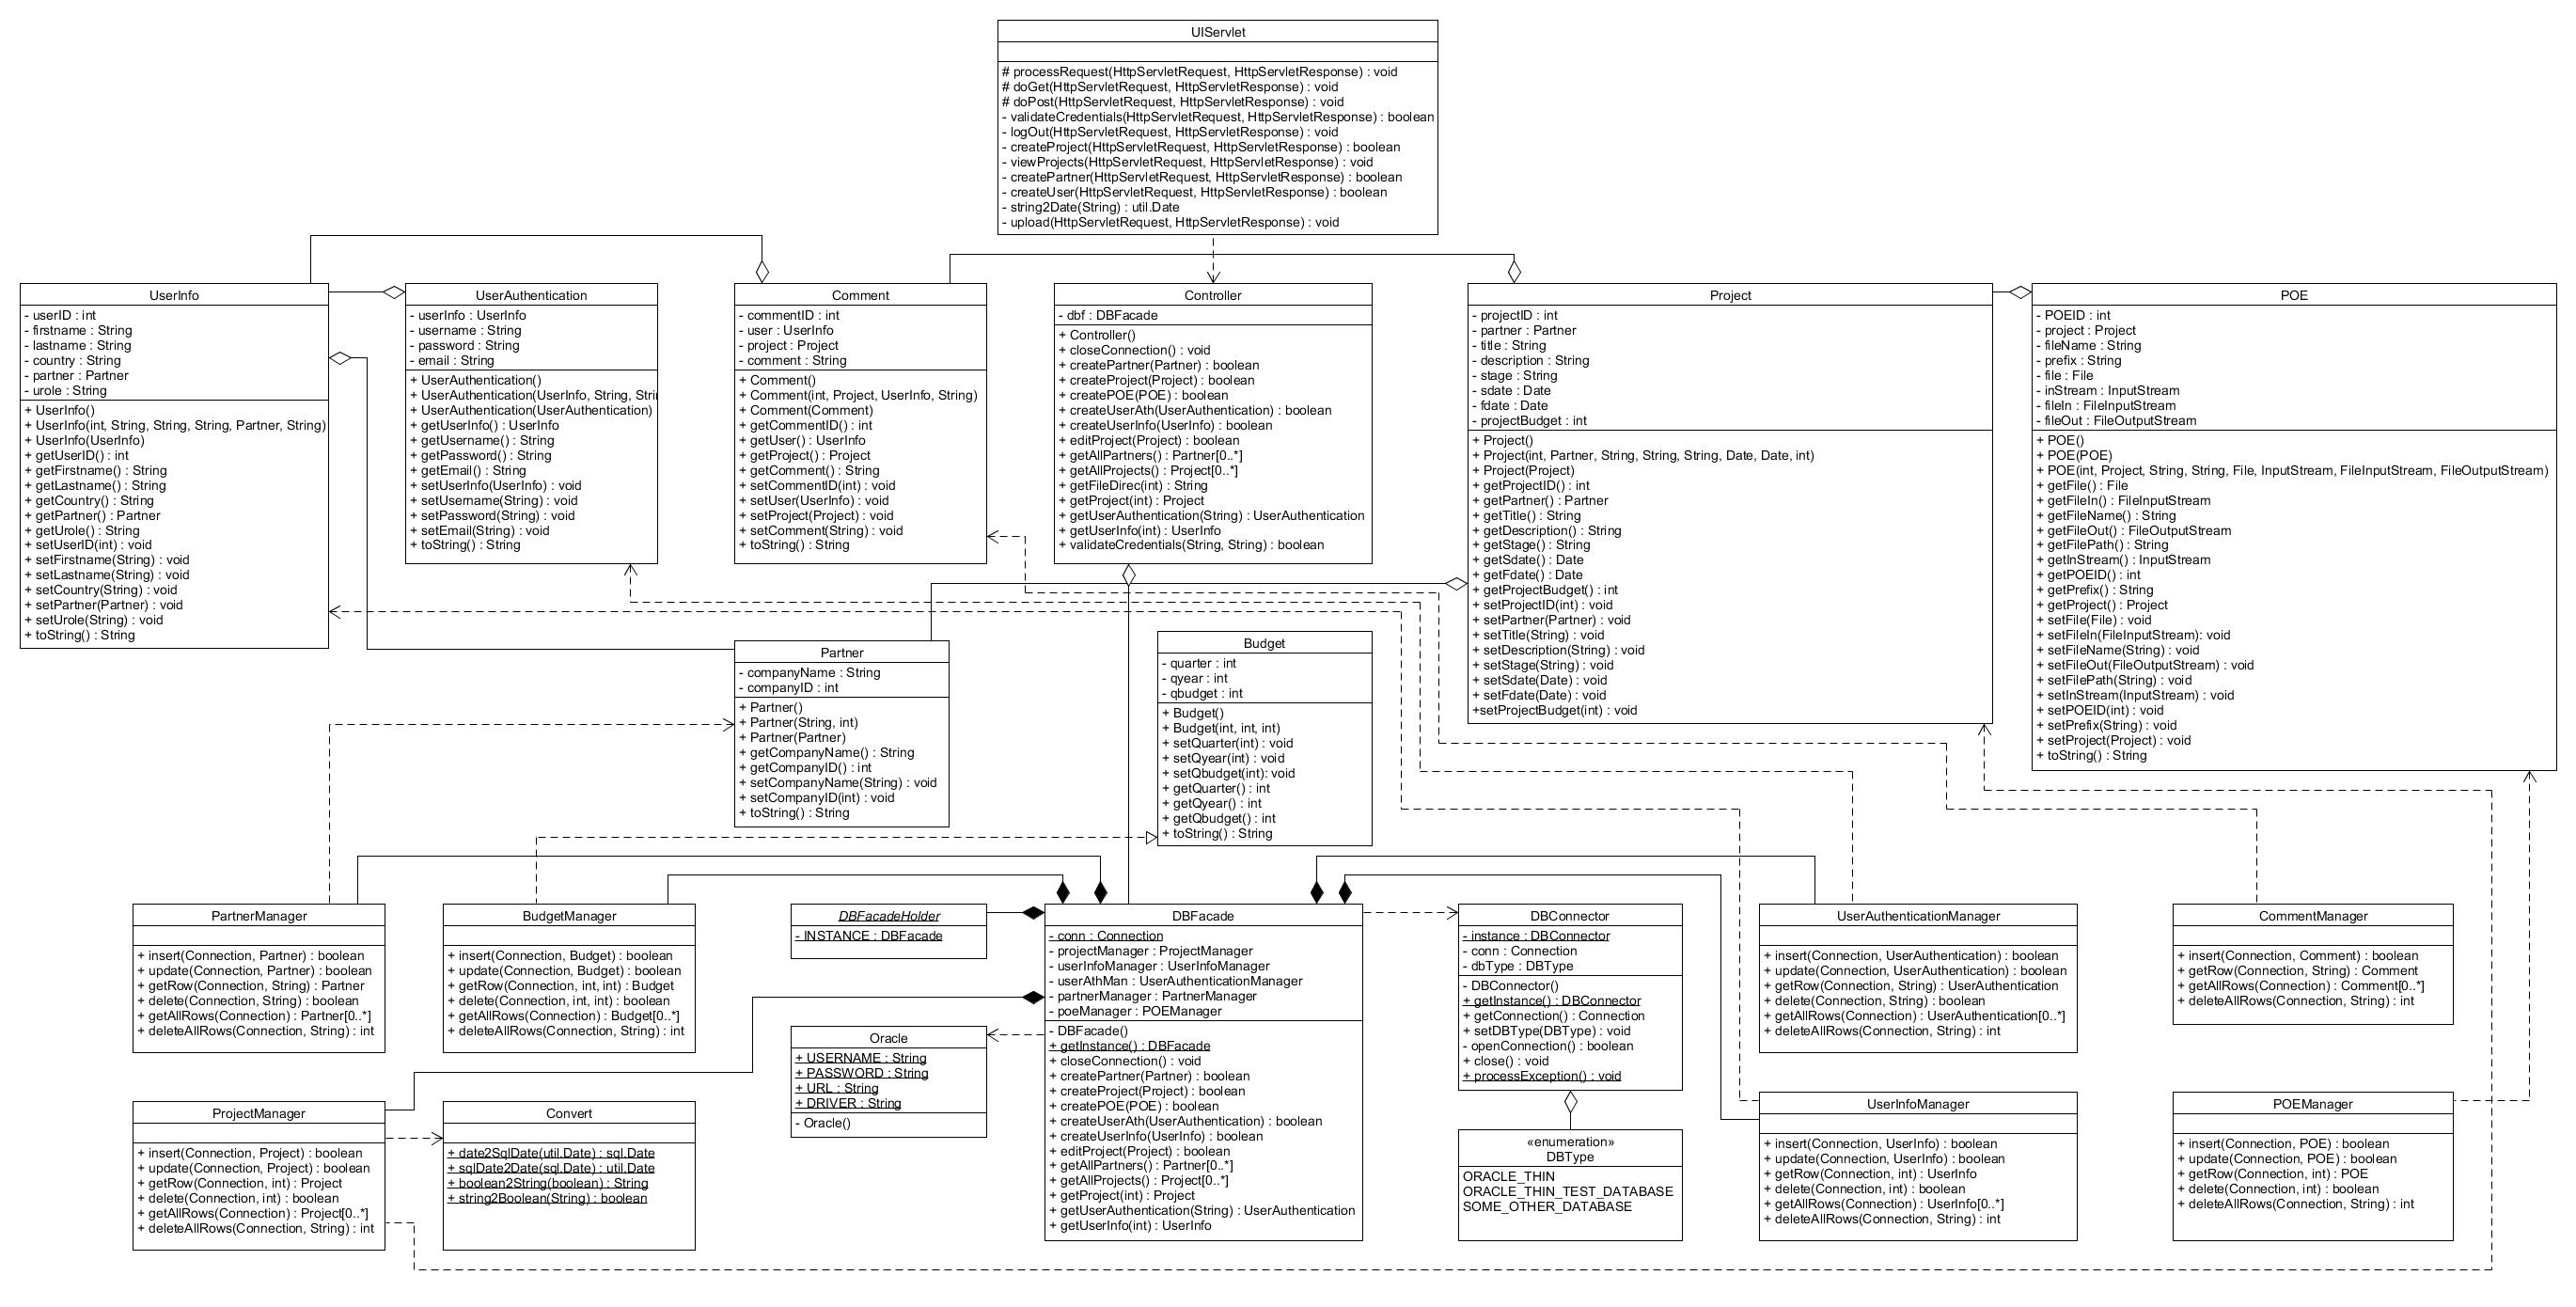 UIServlet
# processRequest(HttpServletRequest, HttpServletResponse) : void
# doGet(HttpServletRequest, HttpServletResponse) : void
# doPost(HttpServletRequest, HttpServletResponse) : void
- validateCredentials(HttpServletRequest, HttpServletResponse) : boolean
- logOut(HttpServletRequest, HttpServletResponse) : void
- createProject(HttpServletRequest, HttpServletResponse) : boolean
- viewProjects(HttpServletRequest, HttpServletResponse) : void
- createPartner(HttpServletRequest, HttpServletResponse) : boolean
- createUser(HttpServletRequest, HttpServletResponse) : boolean
- string2Date(String) : util.Date
- upload(HttpServletRequest, HttpServletResponse) : void
UserInfo
- userID : int
- firstname : String
- lastname : String
- country : String
- partner : Partner
- urole : String
+ UserInfo()
+ UserInfo(int, String, String, String, Partner, String)
+ UserInfo(UserInfo)
+ getUserID() : int
+ getFirstname() : String
+ getLastname() : String
+ getCountry() : String
+ getPartner() : Partner
+ getUrole() : String
+ setUserID(int) : void
+ setFirstname(String) : void
+ setLastname(String) : void
+ setCountry(String) : void
+ setPartner(Partner) : void
+ setUrole(String) : void
+ toString() : String
UserAuthentication
- userInfo : UserInfo
- username : String
- password : String
- email : String
+ UserAuthentication()
+ UserAuthentication(UserInfo, String, Stri
+ UserAuthentication(UserAuthentication)
+ getUserInfo() : UserInfo
+ getUsername() : String
+ getPassword() : String
+ getEmail() : String
+ setUserInfo(UserInfo) : void
+ setUsername(String) : void
+ setPassword(String) : void
+ setEmail(String) : void
+ toString() : String
Comment
- commentID : int
- user : UserInfo
- project : Project
- comment : String
+ Comment()
+ Comment(int, Project, UserInfo, String)
+ Comment(Comment)
+ getCommentID() : int
+ getUser() : UserInfo
+ getProject() : Project
+ getComment() : String
+ setCommentID(int) : void
+ setUser(UserInfo) : void
+ setProject(Project) : void
+ setComment(String) : void
+ toString() : String
Controller
- dbf : DBFacade
+ Controller()
+ closeConnection() : void
+ createPartner(Partner) : boolean
+ createProject(Project) : boolean
+ createPOE(POE) : boolean
+ createUserAth(UserAuthentication) : boolean
+ createUserInfo(UserInfo) : boolean
+ editProject(Project) : boolean
+ getAllPartners() : Partner[0..*]
+ getAllProjects() : Project[0..*]
+ getFileDirec(int) : String
+ getProject(int) : Project
+ getUserAuthentication(String) : UserAuthentication
+ getUserInfo(int) : UserInfo
+ validateCredentials(String, String) : boolean
Project
- projectID : int
- partner : Partner
- title : String
- description : String
- stage : String
- sdate : Date
- fdate : Date
- projectBudget : int
+ Project()
+ Project(int, Partner, String, String, String, Date, Date, int)
+ Project(Project)
+ getProjectID() : int
+ getPartner() : Partner
+ getTitle() : String
+ getDescription() : String
+ getStage() : String
+ getSdate() : Date
+ getFdate() : Date
+ getProjectBudget() : int
+ setProjectID(int) : void
+ setPartner(Partner) : void
+ setTitle(String) : void
+ setDescription(String) : void
+ setStage(String) : void
+ setSdate(Date) : void
+ setFdate(Date) : void
+setProjectBudget(int) : void
POE
- POEID : int
- project : Project
- fileName : String
- prefix : String
- file : File
- inStream : InputStream
- fileIn : FileInputStream
- fileOut : FileOutputStream
+ POE()
+ POE(POE)
+ POE(int, Project, String, String, File, InputStream, FileInputStream, FileOutputStream)
+ getFile() : File
+ getFileIn() : FileInputStream
+ getFileName() : String
+ getFileOut() : FileOutputStream
+ getFilePath() : String
+ getInStream() : InputStream
+ getPOEID() : int
+ getPrefix() : String
+ getProject() : Project
+ setFile(File) : void
+ setFileIn(FileInputStream): void
+ setFileName(String) : void
+ setFileOut(FileOutputStream) : void
+ setFilePath(String) : void
+ setInStream(InputStream) : void
+ setPOEID(int) : void
+ setPrefix(String) : void
+ setProject(Project) : void
+ toString() : String
Partner
- companyName : String
- companyID : int
+ Partner()
+ Partner(String, int)
+ Partner(Partner)
+ getCompanyName() : String
+ getCompanyID() : int
+ setCompanyName(String) : void
+ setCompanyID(int) : void
+ toString() : String
Budget
- quarter : int
- qyear : int
- qbudget : int
+ Budget()
+ Budget(int, int, int)
+ setQuarter(int) : void
+ setQyear(int) : void
+ setQbudget(int): void
+ getQuarter() : int
+ getQyear() : int
+ getQbudget() : int
+ toString() : String
PartnerManager
+ insert(Connection, Partner) : boolean
+ update(Connection, Partner) : boolean
+ getRow(Connection, String) : Partner
+ delete(Connection, String) : boolean
+ getAllRows(Connection) : Partner[0..*]
+ deleteAllRows(Connection, String) : int
BudgetManager
+ insert(Connection, Budget) : boolean
+ update(Connection, Budget) : boolean
+ getRow(Connection, int, int) : Budget
+ delete(Connection, int, int) : boolean
+ getAllRows(Connection) : Budget[0..*]
+ deleteAllRows(Connection, String) : int
DBFacadeHolder
- INSTANCE : DBFacade
DBFacade
- conn : Connection
- projectManager : ProjectManager
- userInfoManager : UserInfoManager
- userAthMan : UserAuthenticationManager
- partnerManager : PartnerManager
- poeManager : POEManager
- DBFacade()
+ getInstance() : DBFacade
+ closeConnection() : void
+ createPartner(Partner) : boolean
+ createProject(Project) : boolean
+ createPOE(POE) : boolean
+ createUserAth(UserAuthentication) : boolean
+ createUserInfo(UserInfo) : boolean
+ editProject(Project) : boolean
+ getAllPartners() : Partner[0..*]
+ getAllProjects() : Project[0..*]
+ getProject(int) : Project
+ getUserAuthentication(String) : UserAuthentication
+ getUserInfo(int) : UserInfo
DBConnector
- instance : DBConnector
- conn : Connection
- dbType : DBType
- DBConnector()
+ getInstance() : DBConnector
+ getConnection() : Connection
+ setDBType(DBType) : void
- openConnection() : boolean
+ close() : void
+ processException() : void
UserAuthenticationManager
+ insert(Connection, UserAuthentication) : boolean
+ update(Connection, UserAuthentication) : boolean
+ getRow(Connection, String) : UserAuthentication
+ delete(Connection, String) : boolean
+ getAllRows(Connection) : UserAuthentication[0..*]
+ deleteAllRows(Connection, String) : int
CommentManager
+ insert(Connection, Comment) : boolean
+ getRow(Connection, String) : Comment
+ getAllRows(Connection) : Comment[0..*]
+ deleteAllRows(Connection, String) : int
Oracle
+ USERNAME : String
+ PASSWORD : String
+ URL : String
+ DRIVER : String
- Oracle()
ProjectManager
+ insert(Connection, Project) : boolean
+ update(Connection, Project) : boolean
+ getRow(Connection, int) : Project
+ delete(Connection, int) : boolean
+ getAllRows(Connection) : Project[0..*]
+ deleteAllRows(Connection, String) : int
Convert
+ date2SqlDate(util.Date) : sql.Date
+ sqlDate2Date(sql.Date) : util.Date
+ boolean2String(boolean) : String
+ string2Boolean(String) : boolean
«enumeration»
DBType
ORACLE_THIN
ORACLE_THIN_TEST_DATABASE
SOME_OTHER_DATABASE
UserInfoManager
+ insert(Connection, UserInfo) : boolean
+ update(Connection, UserInfo) : boolean
+ getRow(Connection, int) : UserInfo
+ delete(Connection, int) : boolean
+ getAllRows(Connection) : UserInfo[0..*]
+ deleteAllRows(Connection, String) : int
POEManager
+ insert(Connection, POE) : boolean
+ update(Connection, POE) : boolean
+ getRow(Connection, int) : POE
+ delete(Connection, int) : boolean
+ deleteAllRows(Connection, String) : int